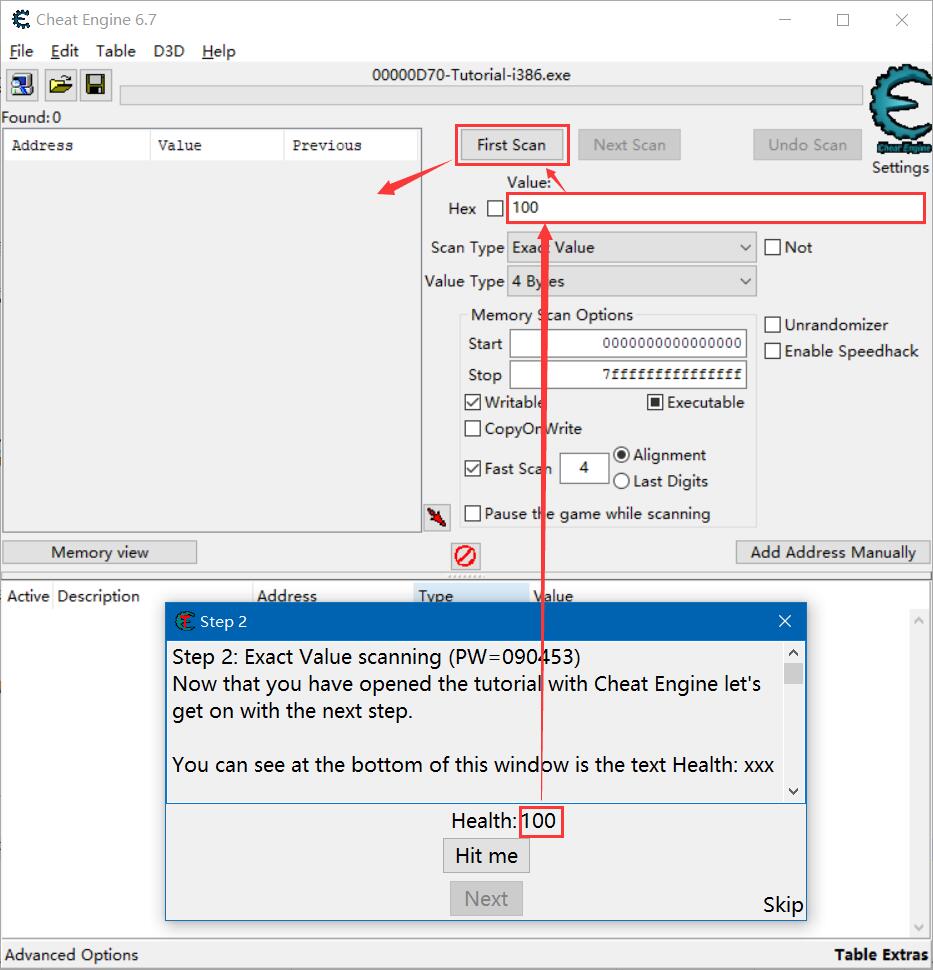 Cheat Engine 6.7
File Edit Table D3D Help
00000D70-Tutorial-i386.exe
Found:0
Address Value Previous
First Scan Next Scan Undo Scan
Cheat Engine
Settings
Value:
Hex 100
Scan Type Exact Value Not
Value Type 4 Bytes
Memory Scan Options
Unrandomizer
Start 0000000000000000
Enable Speedhack
Stop 7fffffffffffffff
Writable Executable
CopyOnWrite
Fast Scan 4 Alignment
Last Digits
Pause the game while scanning
Memory view Add Address Manually
Active Description Address Type Value
Step 2
Step 2: Exact Value scanning (PW=090453)
Now that you have opened the tutorial with Cheat Engine let's
get on with the next step.
You can see at the bottom of this window is the text Health: xxx
Health: 100
Hit me
Next
Skip
Advanced Options Table Extras